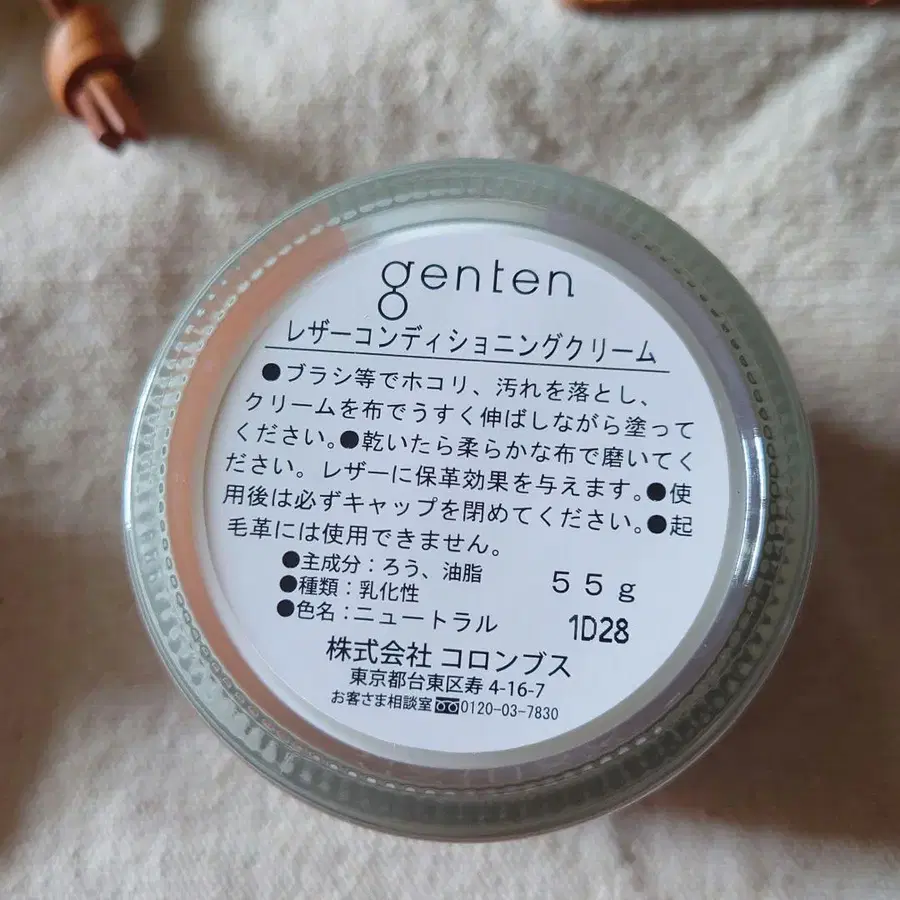 genten
レザーコンディショニングクリーム
●ブラシ等でホコリ、汚れを落とし、
クリームを布でうすく伸ばしながら塗って
ください。●乾いたら柔らかな布で磨いてく
ださい。レザーに保革効果を与えます。●使
用後は必ずキャップを閉めてください。●起
毛革には使用できません。
●主成分:ろう、油脂
●種類:乳化性
55g
●色名:ニュートラル
1D28
株式会社 コロンブス
東京都台東区寿 4-16-7
お客さま相談室 0120-03-7830